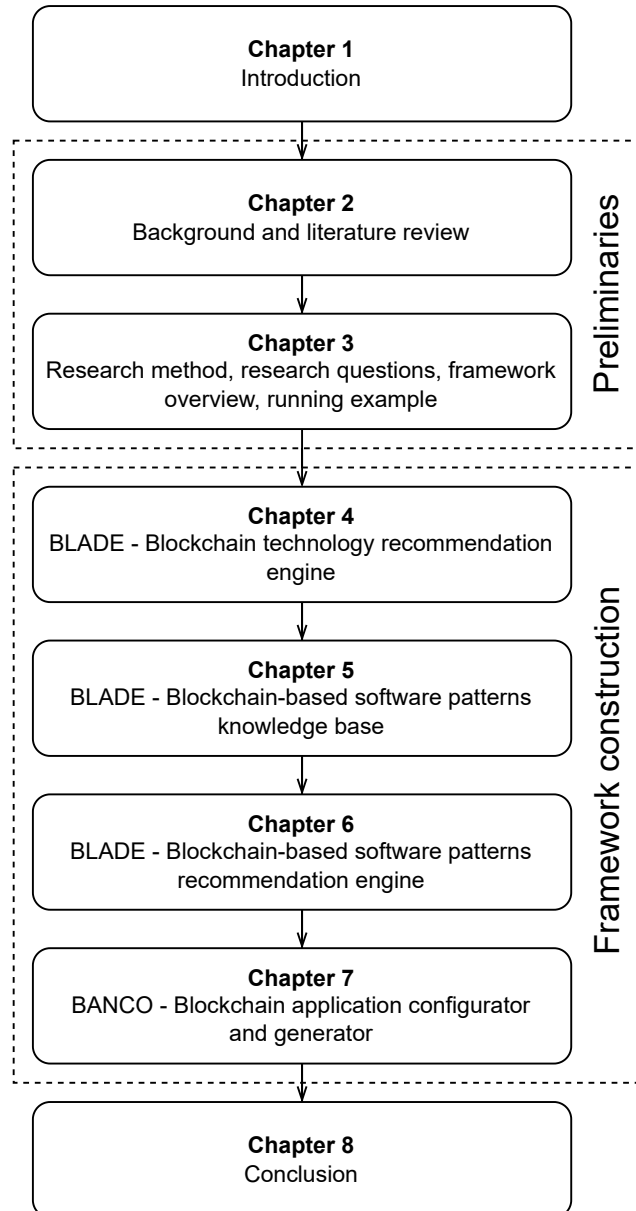 Chapter 1
Introduction
Preliminaries
Chapter 2
Background and literature review
Chapter 3
Research method, research questions, framework
overview, running example
Framework construction
Chapter 4
BLADE - Blockchain technology recommendation
engine
Chapter 5
BLADE - Blockchain-based software patterns
knowledge base
Chapter 6
BLADE - Blockchain-based software patterns
recommendation engine
Chapter 7
BANCO - Blockchain application configurator
and generator
Chapter 8
Conclusion